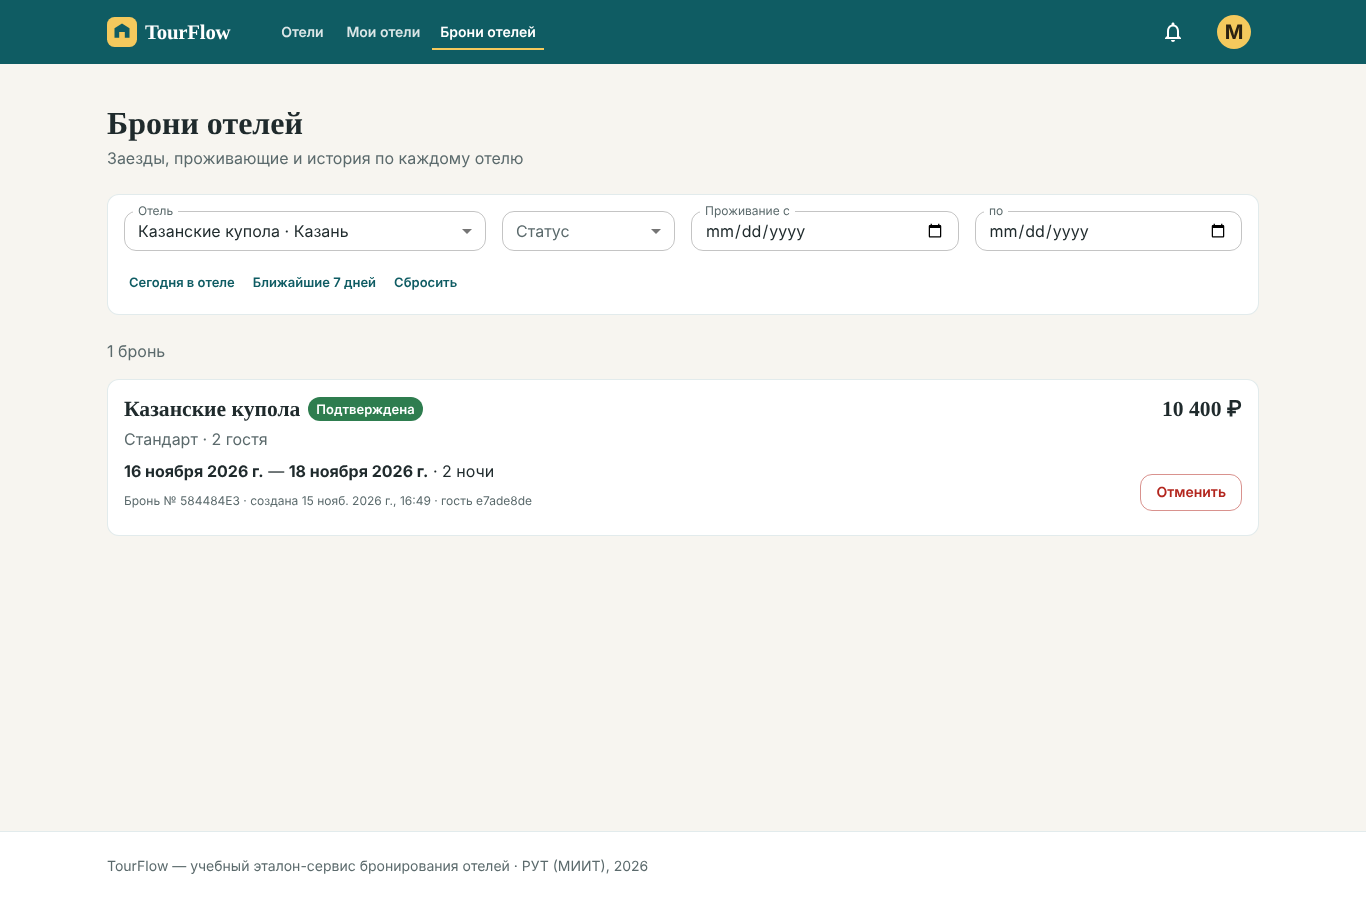 TourFlow Отели Мои отели Брони отелей M
Брони отелей
Заезды, проживающие и история по каждому отелю
Отель Проживание с по
Казанские купола · Казань Статус mm/dd/yyyy mm/dd/yyyy
Сегодня в отеле Ближайшие 7 дней Сбросить
1 бронь
Казанские купола Подтверждена 10 400 ₽
Стандарт · 2 гостя
16 ноября 2026 г. — 18 ноября 2026 г. · 2 ночи
Отменить
Бронь № 584484E3 · создана 15 нояб. 2026 г., 16:49 · гость e7ade8de
TourFlow — учебный эталон-сервис бронирования отелей · РУТ (МИИТ), 2026